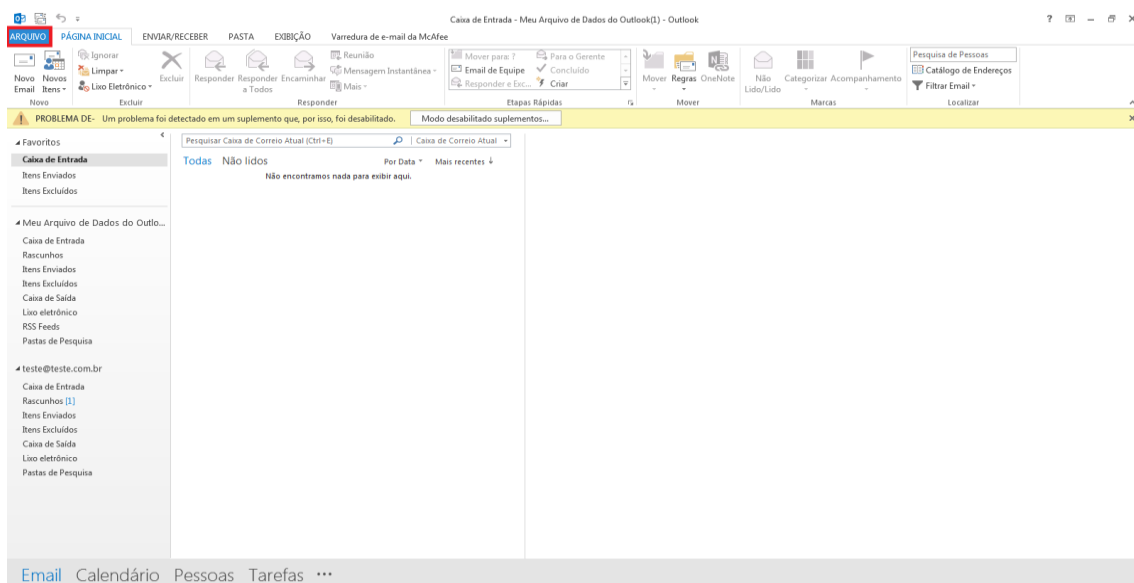 Caixa de Entrada - Meu Arquivo de Dados do Outlook(1) - Outlook
ARQUIVO PÁGINA INICIAL ENVIAR/RECEBER PASTA EXIBIÇÃO Varredura de e-mail da McAfee
Novo Email
Novos Itens
Ignorar
Limpar
Lixo Eletrônico
Excluir
Responder
Responder a Todos
Encaminhar
Reunião
Mensagem Instantânea
Mais
Mover para: ?
Email de Equipe
Responder e Exc...
Para o Gerente
Concluído
Criar
Mover
Regras
OneNote
Não Lido/Lido
Categorizar
Acompanhamento
Pesquisa de Pessoas
Catálogo de Endereços
Filtrar Email
Novo Excluir Responder Etapas Rápidas Mover Marcas Localizar
PROBLEMA DE- Um problema foi detectado em um suplemento que, por isso, foi desabilitado. Modo desabilitado suplementos...
Favoritos
Caixa de Entrada
Itens Enviados
Itens Excluídos
Meu Arquivo de Dados do Outlo...
Caixa de Entrada
Rascunhos
Itens Enviados
Itens Excluídos
Caixa de Saída
Lixo eletrônico
RSS Feeds
Pastas de Pesquisa
teste@teste.com.br
Caixa de Entrada
Rascunhos [1]
Itens Enviados
Itens Excluídos
Caixa de Saída
Lixo eletrônico
Pastas de Pesquisa
Pesquisar Caixa de Correio Atual (Ctrl+E) Caixa de Correio Atual
Todas Não lidos Por Data Mais recentes
Não encontramos nada para exibir aqui.
Email Calendário Pessoas Tarefas ...